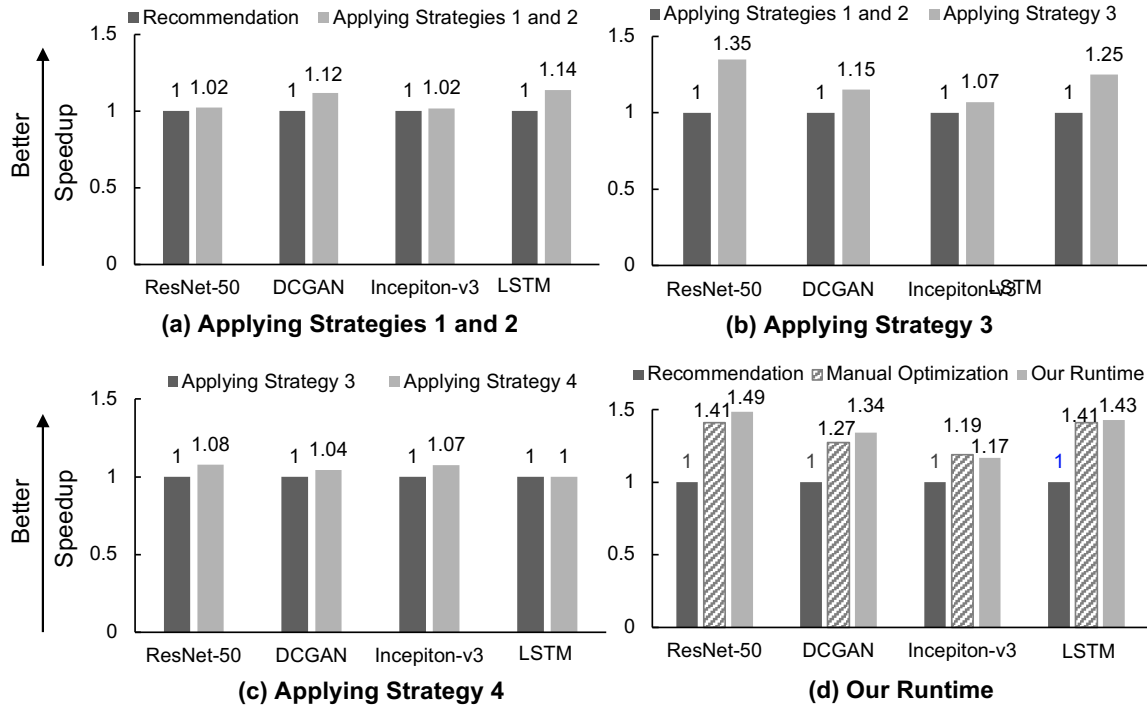 Recommendation Applying Strategies 1 and 2
1.5
1
0.5
0
Better
Speedup
1 1.02 1 1.12 1 1.02 1 1.14
ResNet-50 DCGAN Incepiton-v3 LSTM
(a) Applying Strategies 1 and 2
Applying Strategies 1 and 2 Applying Strategy 3
1.5
1
0.5
0
1 1.35 1 1.15 1 1.07 1 1.25
ResNet-50 DCGAN Incepiton-v3 LSTM
(b) Applying Strategy 3
Applying Strategy 3 Applying Strategy 4
1.5
1
0.5
0
Better
Speedup
1 1.08 1 1.04 1 1.07 1 1
ResNet-50 DCGAN Incepiton-v3 LSTM
(c) Applying Strategy 4
Recommendation Manual Optimization Our Runtime
1.5
1
0.5
0
1 1.41 1.49 1 1.27 1.34 1 1.19 1.17 1 1.41 1.43
ResNet-50 DCGAN Incepiton-v3 LSTM
(d) Our Runtime